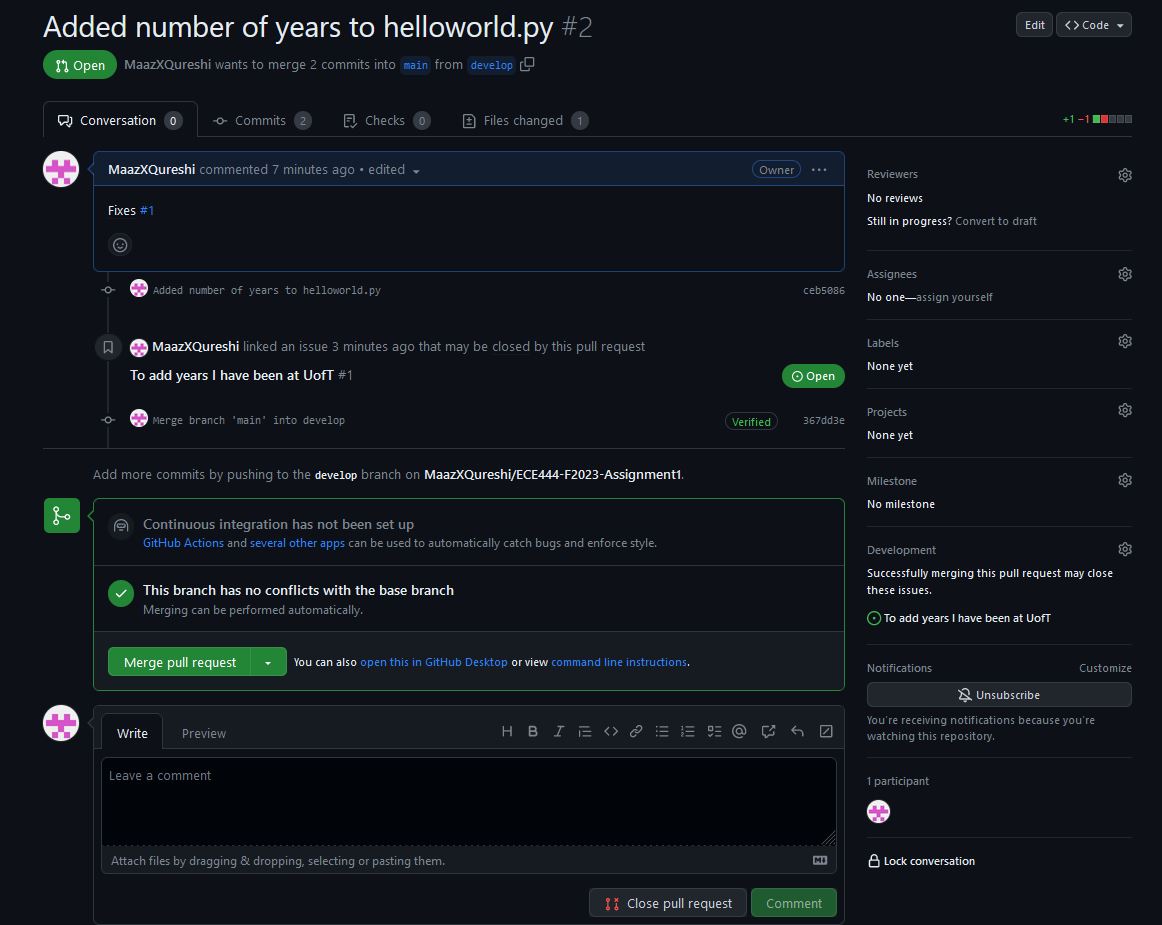 Added number of years to helloworld.py #2
Edit
Code
Open
MaazXQureshi wants to merge 2 commits into main from develop
Conversation 0
Commits 2
Checks 0
Files changed 1
+1 −1
MaazXQureshi commented 7 minutes ago • edited
Owner
Fixes #1
Added number of years to helloworld.py
ceb5086
MaazXQureshi linked an issue 3 minutes ago that may be closed by this pull request
To add years I have been at UofT #1
Open
Merge branch 'main' into develop
Verified
367dd3e
Add more commits by pushing to the develop branch on MaazXQureshi/ECE444-F2023-Assignment1.
Continuous integration has not been set up
GitHub Actions and several other apps can be used to automatically catch bugs and enforce style.
This branch has no conflicts with the base branch
Merging can be performed automatically.
Merge pull request
You can also open this in GitHub Desktop or view command line instructions.
Write
Preview
Leave a comment
Attach files by dragging & dropping, selecting or pasting them.
Close pull request
Comment
Reviewers
No reviews
Still in progress? Convert to draft
Assignees
No one—assign yourself
Labels
None yet
Projects
None yet
Milestone
No milestone
Development
Successfully merging this pull request may close
these issues.
To add years I have been at UofT
Notifications
Customize
Unsubscribe
You're receiving notifications because you're
watching this repository.
1 participant
Lock conversation